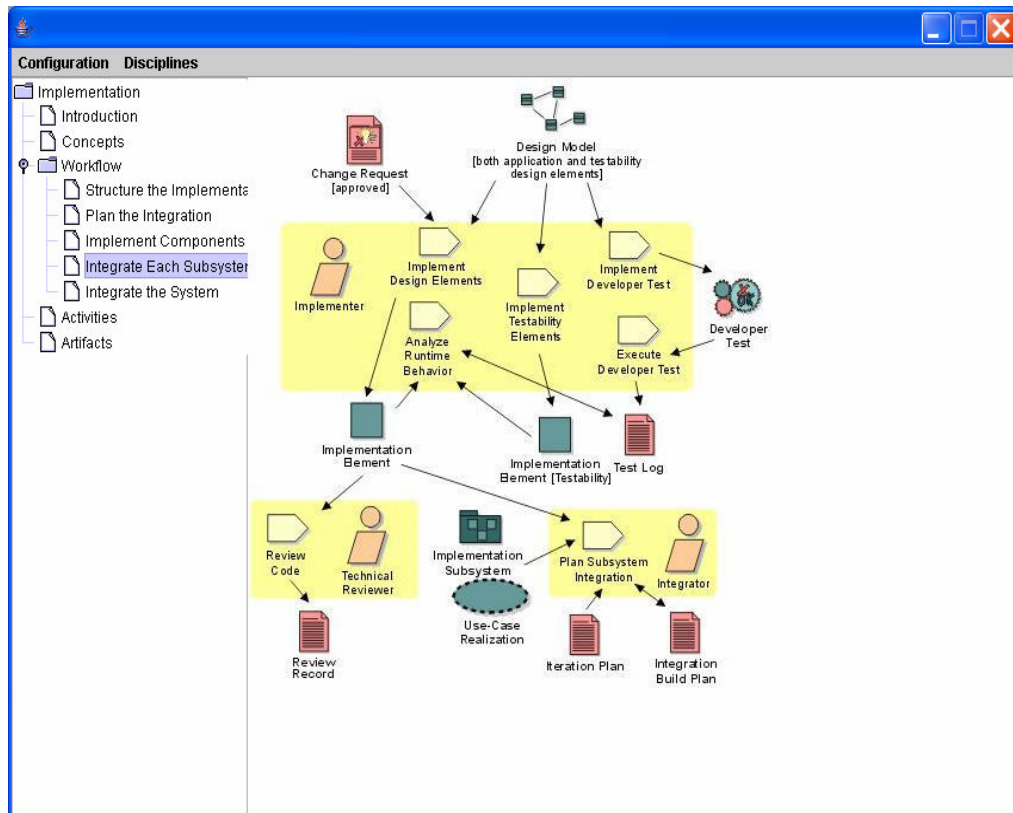 Configuration Disciplines
Implementation
Introduction
Concepts
Workflow
Structure the Implementa
Plan the Integration
Implement Components
Integrate Each Subsyster
Integrate the System
Activities
Artifacts
Change Request
[approved]
Design Model
[both application and testability
design elements]
Implementer
Implement
Design Elements
Analyze
Runtime
Behavior
Implement
Testability
Elements
Implement
Developer Test
Execute
Developer Test
Developer
Test
Implementation
Element
Implementation
Element [Testability]
Test Log
Review
Code
Technical
Reviewer
Implementation
Subsystem
Use-Case
Realization
Plan Subsystem
Integration
Integrator
Review
Record
Iteration Plan
Integration
Build Plan